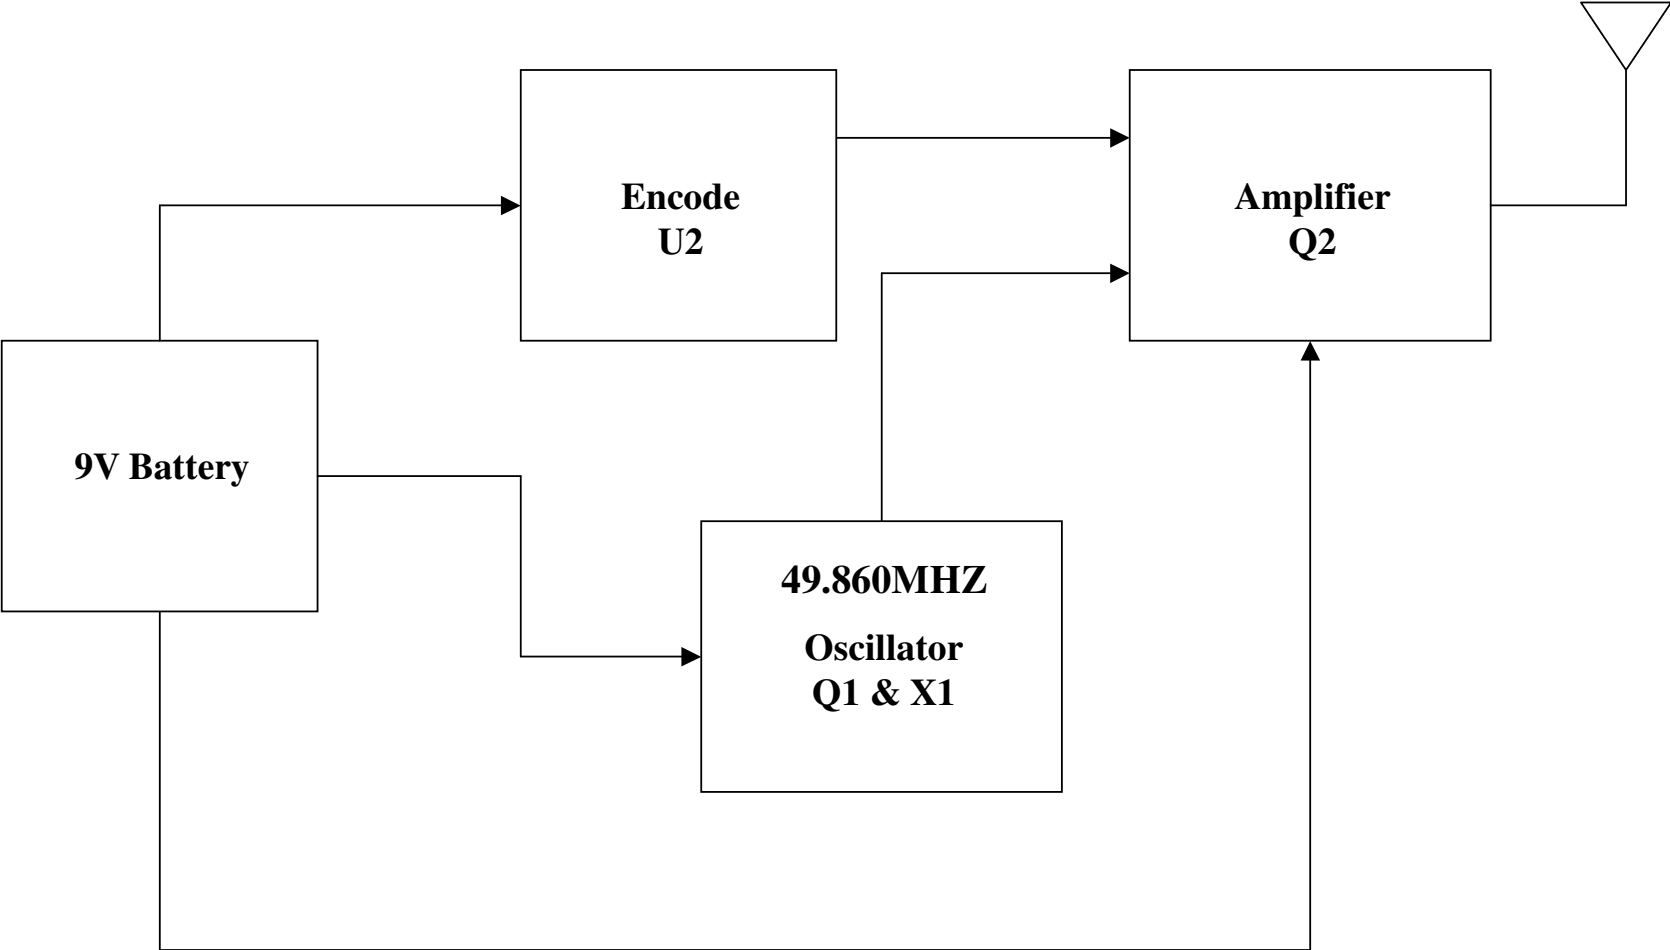 Encode
U2
Amplifier
Q2
9V Battery
49.860MHZ
Oscillator
Q1 & X1